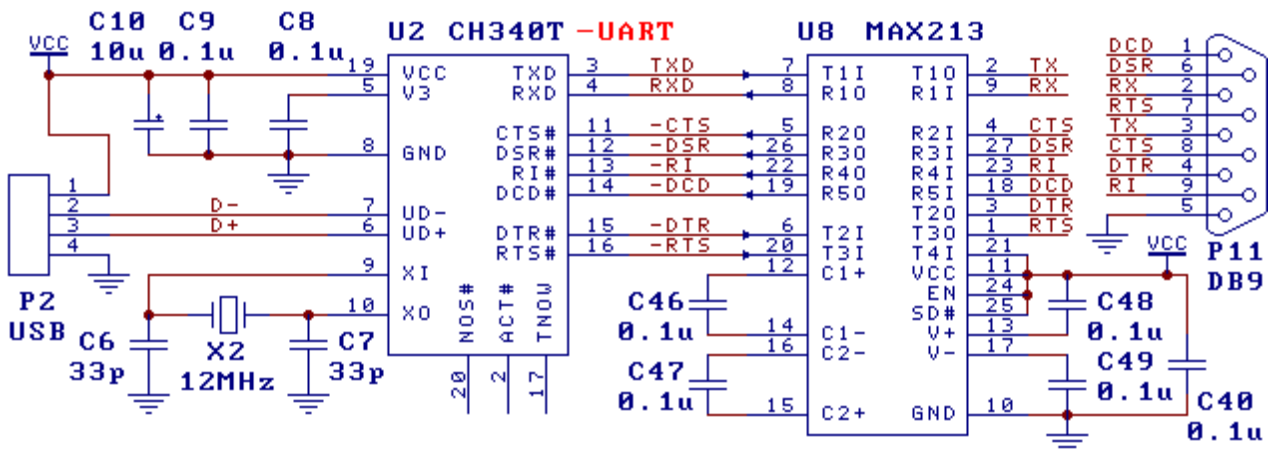 C10 C9 C8
10u 0.1u 0.1u
VCC
U2 CH340T -UART
U8 MAX213
19 VCC TXD 3 TXD
5 V3 RXD 4 RXD
CTS# 11 -CTS
8 GND DSR# 12 -DSR
RI# 13 -RI
DCD# 14 -DCD
7 UD-
6 UD+ DTR# 15 -DTR
RTS# 16 -RTS
9 XI
10 XO
NOS# ACT# TNOW
20 2 17
1
2 D-
3 D+
4
P2
USB
C6
33p
X2
12MHz
C7
33p
7 T1I T1O 2 TX
8 R1O R1I 9 RX
5 R2O R2I 4 CTS
26 R3O R3I 27 DSR
22 R4O R4I 23 RI
19 R5O R5I 18 DCD
T2O 3 DTR
6 T2I T3O 1 RTS
20 T3I T4I 21
12 C1+ VCC 11
EN 24
SD# 25
14 C1- V+ 13
16 C2- V- 17
15 C2+ GND 10
C46
0.1u
C47
0.1u
C48
0.1u
C49
0.1u
C40
0.1u
VCC
DCD 1
DSR 6
RX 2
RTS 7
TX 3
CTS 8
DTR 4
RI 9
5
P11
DB9